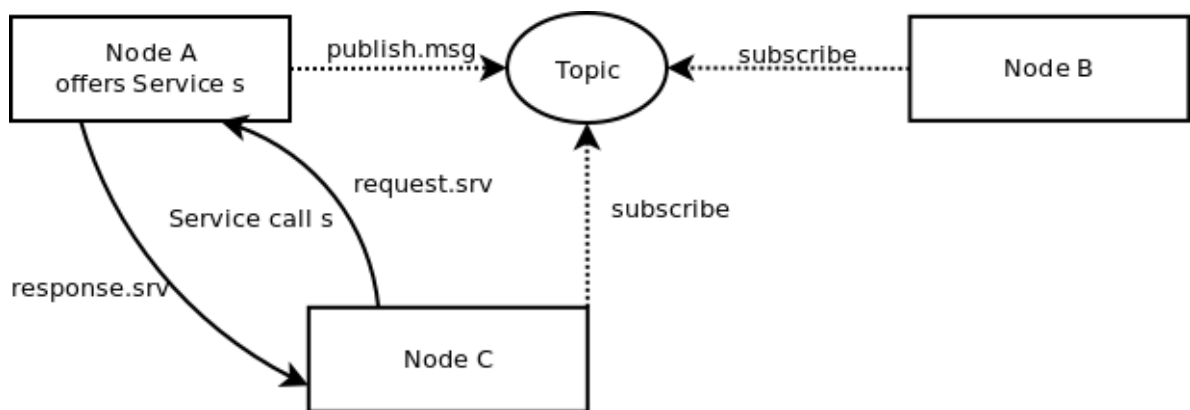 Node A
offers Service s
publish.msg
Topic
subscribe
Node B
request.srv
Service call s
subscribe
response.srv
Node C